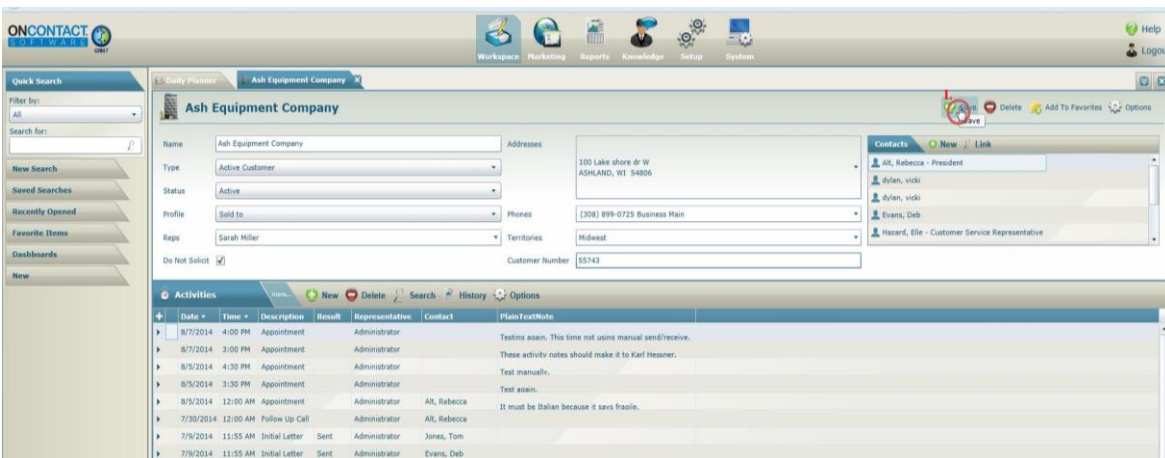 ONCONTACT
SOFTWARE
CRM 7
Workspace Marketing Reports Knowledge Setup System
Help
Logou
Quick Search
Filter by:
All
Search for:
New Search
Saved Searches
Recently Opened
Favorite Items
Dashboards
New
Daily Planner Ash Equipment Company X
Ash Equipment Company
Save Delete Add To Favorites Options
Save
Name Ash Equipment Company
Type Active Customer
Status Active
Profile Sold to
Reps Sarah Miller
Do Not Solicit
Addresses 100 Lake shore dr W
ASHLAND, WI 54806
Phones (308) 899-0725 Business Main
Territories Midwest
Customer Number 55743
Contacts New Link
Alt, Rebecca - President
dylan, vicki
dylan, vicki
Evans, Deb
Hazard, Elle - Customer Service Representative
Activities more... New Delete Search History Options
Date Time Description Result Representative Contact PlainTextNote
8/7/2014 4:00 PM Appointment Administrator Testing again. This time not using manual send/receive.
8/7/2014 3:00 PM Appointment Administrator These activity notes should make it to Karl Hessner.
8/5/2014 4:30 PM Appointment Administrator Test manually.
8/5/2014 3:30 PM Appointment Administrator Test again.
8/5/2014 12:00 AM Appointment Administrator Alt, Rebecca It must be Italian because it says fragile.
7/30/2014 12:00 AM Follow Up Call Administrator Alt, Rebecca
7/9/2014 11:55 AM Initial Letter Sent Administrator Jones, Tom
7/9/2014 11:55 AM Initial Letter Sent Administrator Evans, Deb